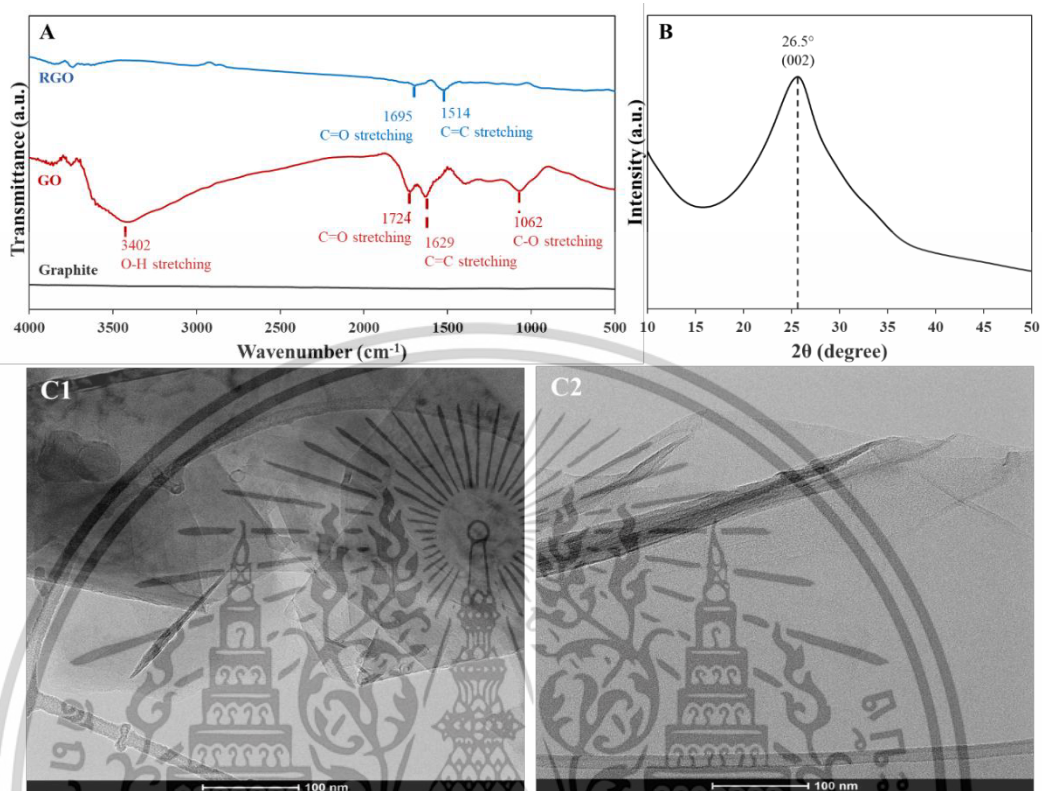 A
Transmittance (a.u.)
RGO
1695
C=O stretching
1514
C=C stretching
GO
3402
O-H stretching
1724
C=O stretching
1629
C=C stretching
1062
C-O stretching
Graphite
4000 3500 3000 2500 2000 1500 1000 500
Wavenumber (cm⁻¹)
B
26.5°
(002)
Intensity (a.u.)
10 15 20 25 30 35 40 45 50
2θ (degree)
C1
100 nm
C2
100 nm